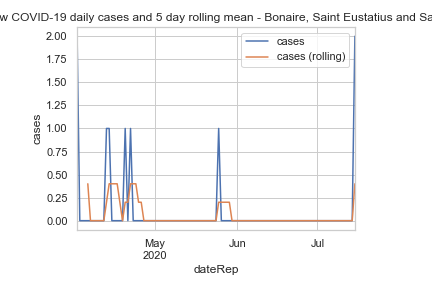 w COVID-19 daily cases and 5 day rolling mean - Bonaire, Saint Eustatius and Sa
cases
cases (rolling)
2.00
1.75
1.50
1.25
1.00
0.75
0.50
0.25
0.00
cases
May
2020
Jun
Jul
dateRep